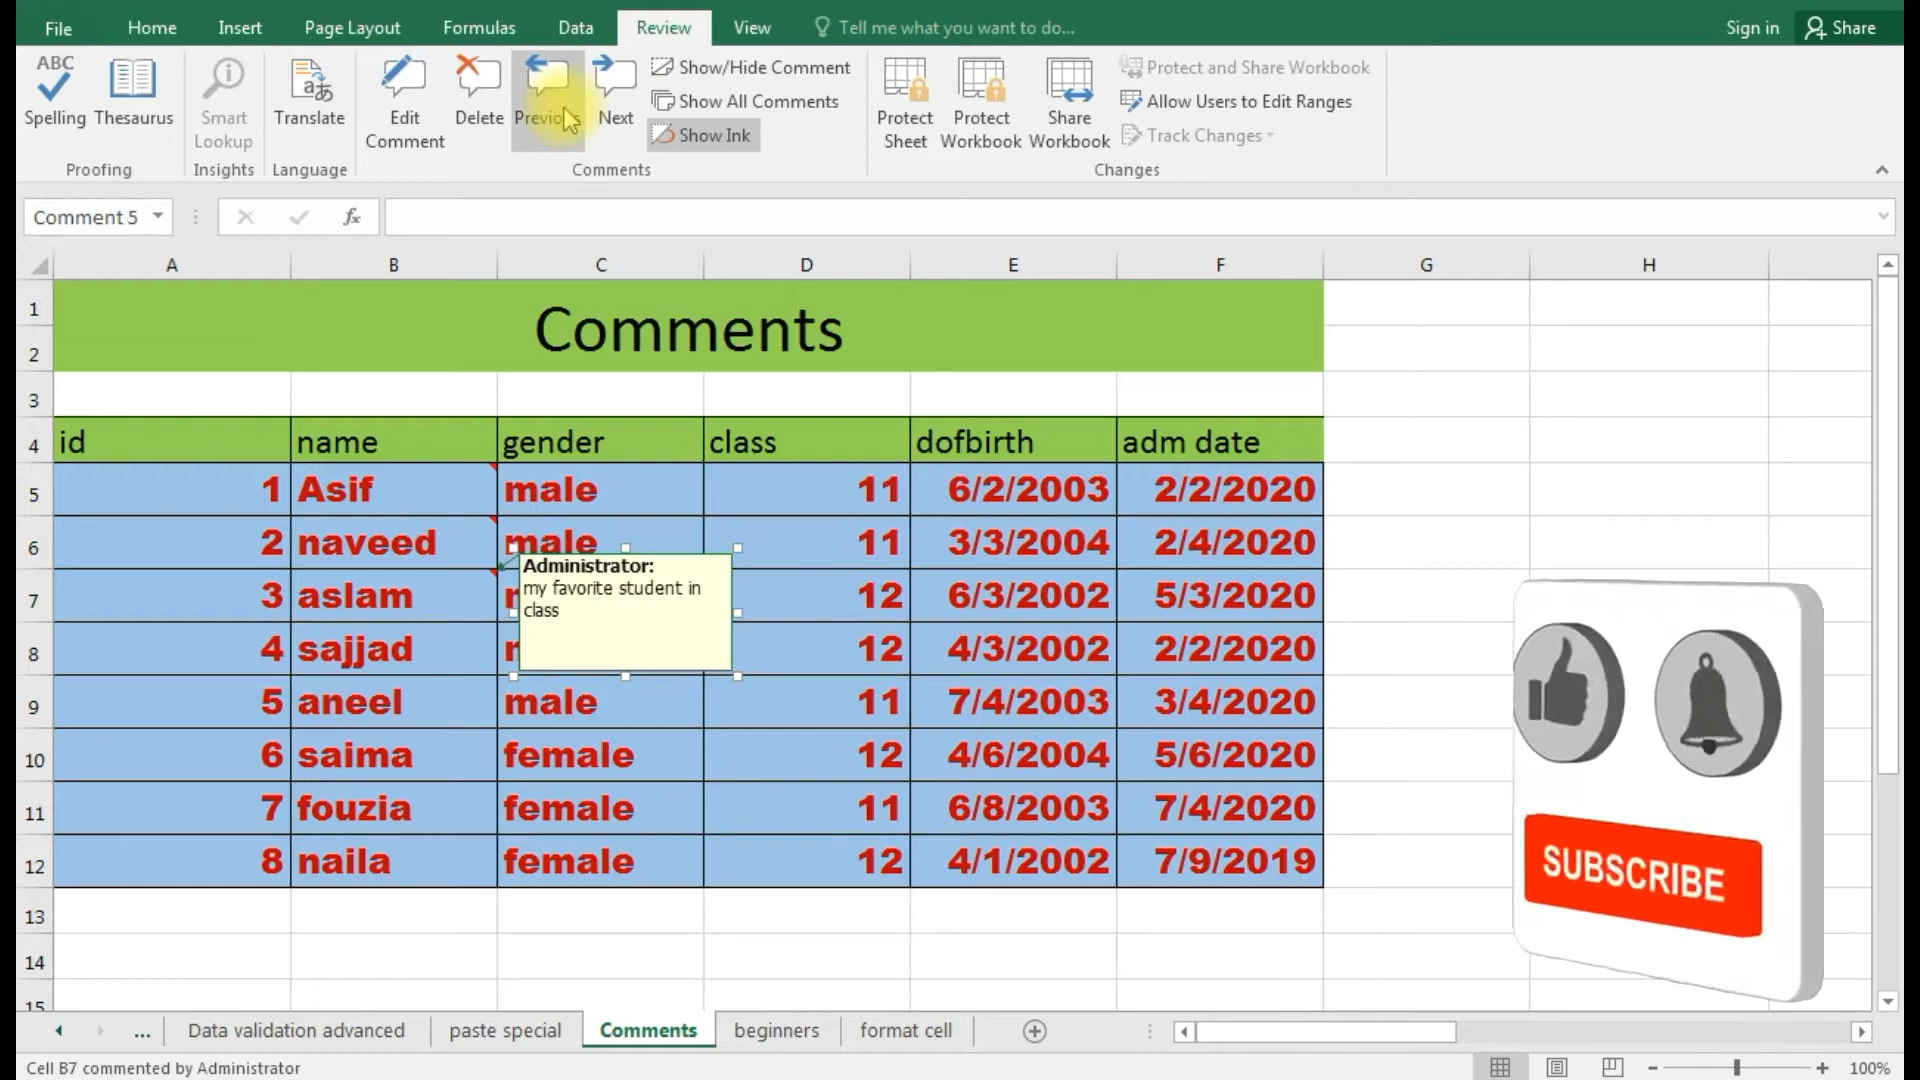 File Home Insert Page Layout Formulas Data Review View Tell me what you want to do... Sign in Share
ABC
Spelling Thesaurus Smart Lookup Translate Edit Comment Delete Previous Next
Show/Hide Comment
Show All Comments
Show Ink
Protect Sheet Protect Workbook Share Workbook
Protect and Share Workbook
Allow Users to Edit Ranges
Track Changes
Proofing Insights Language Comments Changes
Comment 5 fx
A B C D E F G H
1
2 Comments
3
4 id name gender class dofbirth adm date
5 1 Asif male 11 6/2/2003 2/2/2020
6 2 naveed male 11 3/3/2004 2/4/2020
7 3 aslam 12 6/3/2002 5/3/2020
8 4 sajjad 12 4/3/2002 2/2/2020
9 5 aneel male 11 7/4/2003 3/4/2020
10 6 saima female 12 4/6/2004 5/6/2020
11 7 fouzia female 11 6/8/2003 7/4/2020
12 8 naila female 12 4/1/2002 7/9/2019
13
14
15
Administrator:
my favorite student in
class
SUBSCRIBE
... Data validation advanced paste special Comments beginners format cell
Cell B7 commented by Administrator 100%